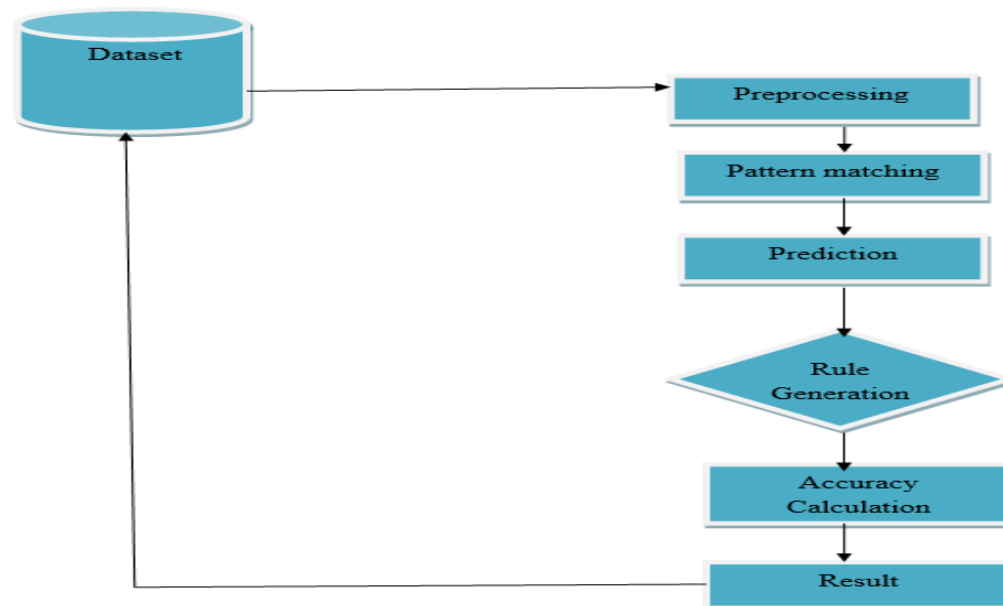 Dataset
Preprocessing
Pattern matching
Prediction
Rule
Generation
Accuracy
Calculation
Result